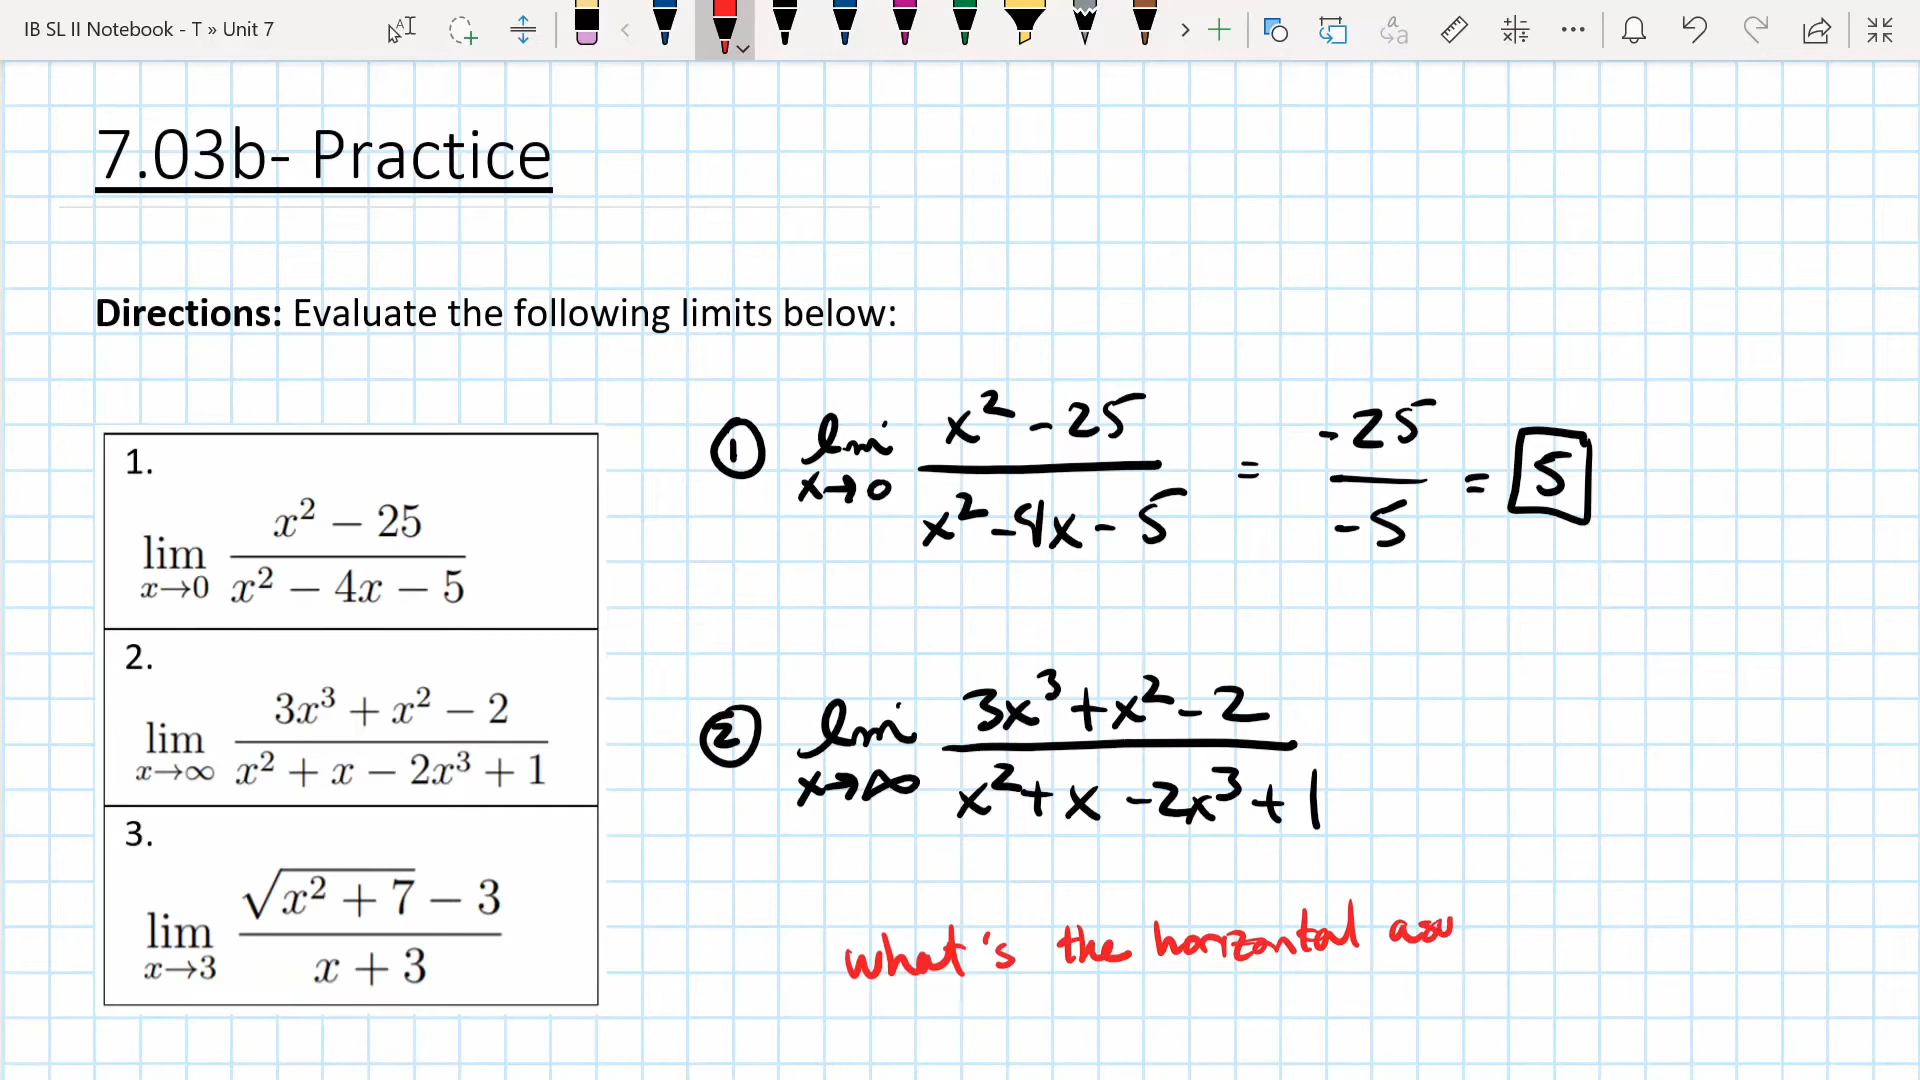 IB SL II Notebook - T » Unit 7
7.03b- Practice
Directions: Evaluate the following limits below:
1.
lim x→0 (x² − 25)/(x² − 4x − 5)
2.
lim x→∞ (3x³ + x² − 2)/(x² + x − 2x³ + 1)
3.
lim x→3 (√(x² + 7) − 3)/(x + 3)
① lim x→0 (x² - 25)/(x² - 4x - 5) = -25/-5 = 5
② lim x→∞ (3x³ + x² - 2)/(x² + x - 2x³ + 1)
what's the horizontal asy